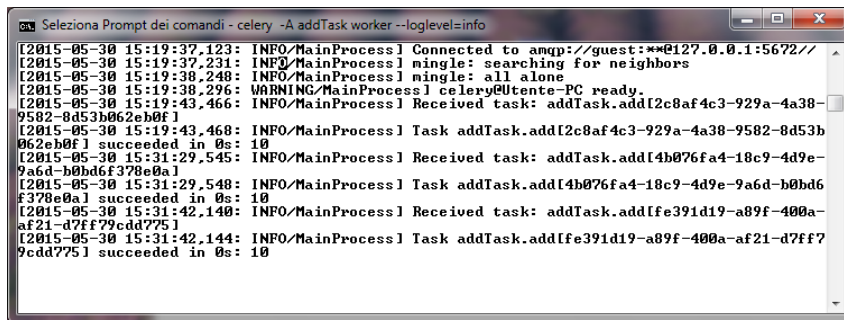 Seleziona Prompt dei comandi - celery -A addTask worker --loglevel=info
[2015-05-30 15:19:37,123: INFO/MainProcess] Connected to amqp://guest:**@127.0.0.1:5672//
[2015-05-30 15:19:37,231: INFO/MainProcess] mingle: searching for neighbors
[2015-05-30 15:19:38,248: INFO/MainProcess] mingle: all alone
[2015-05-30 15:19:38,296: WARNING/MainProcess] celery@Utente-PC ready.
[2015-05-30 15:19:43,466: INFO/MainProcess] Received task: addTask.add[2c8af4c3-929a-4a38-
9582-8d53b062eb0f]
[2015-05-30 15:19:43,468: INFO/MainProcess] Task addTask.add[2c8af4c3-929a-4a38-9582-8d53b
062eb0f] succeeded in 0s: 10
[2015-05-30 15:31:29,545: INFO/MainProcess] Received task: addTask.add[4b076fa4-18c9-4d9e-
9a6d-b0bd6f378e0a]
[2015-05-30 15:31:29,548: INFO/MainProcess] Task addTask.add[4b076fa4-18c9-4d9e-9a6d-b0bd6
f378e0a] succeeded in 0s: 10
[2015-05-30 15:31:42,140: INFO/MainProcess] Received task: addTask.add[fe391d19-a89f-400a-
af21-d7ff79cdd775]
[2015-05-30 15:31:42,144: INFO/MainProcess] Task addTask.add[fe391d19-a89f-400a-af21-d7ff7
9cdd775] succeeded in 0s: 10